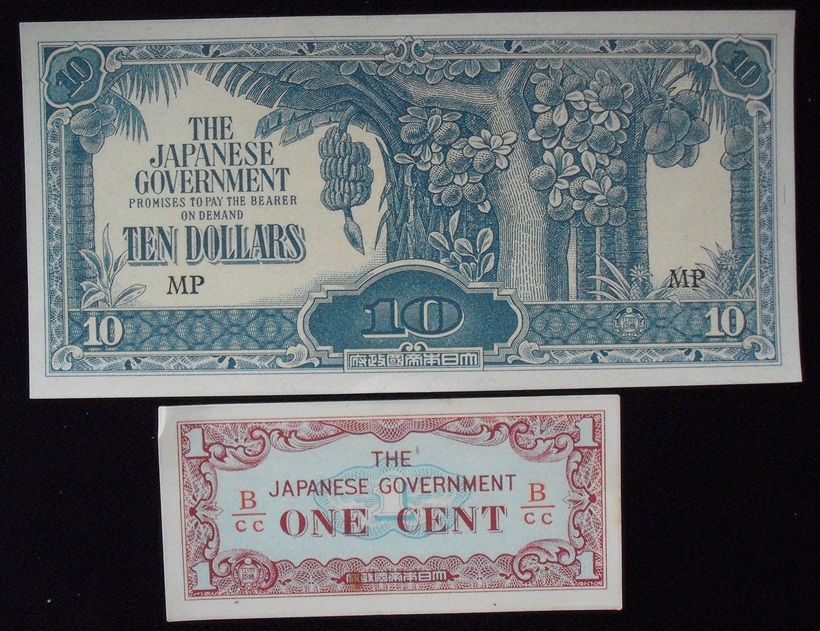 10
10
THE
JAPANESE
GOVERNMENT
PROMISES TO PAY THE BEARER
ON DEMAND
TEN DOLLARS
MP
MP
10
10
10
大日本帝國政府
1
1
THE
JAPANESE GOVERNMENT
B/CC
1
B/CC
ONE CENT
1
1
大日本帝國政府